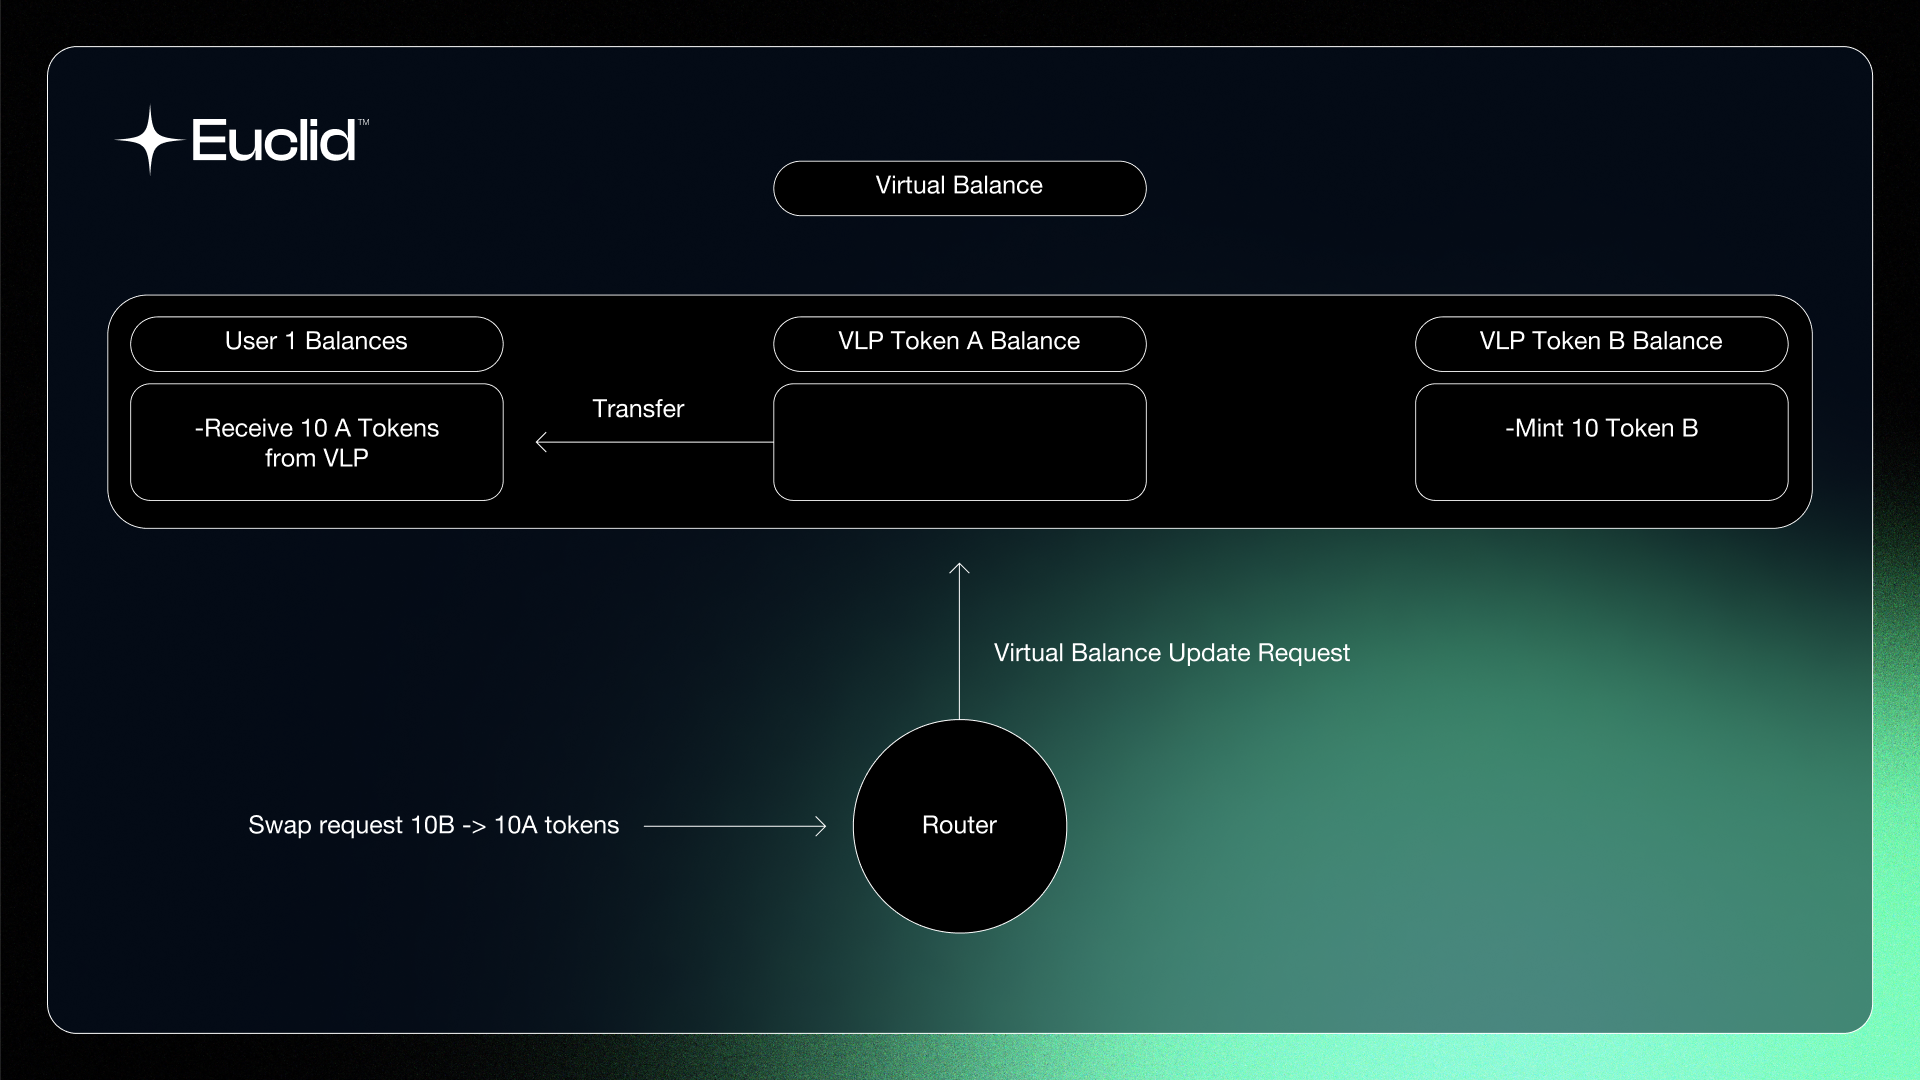 Euclid™
Virtual Balance
User 1 Balances
VLP Token A Balance
VLP Token B Balance
-Receive 10 A Tokens
from VLP
Transfer
-Mint 10 Token B
Virtual Balance Update Request
Swap request 10B -> 10A tokens
Router